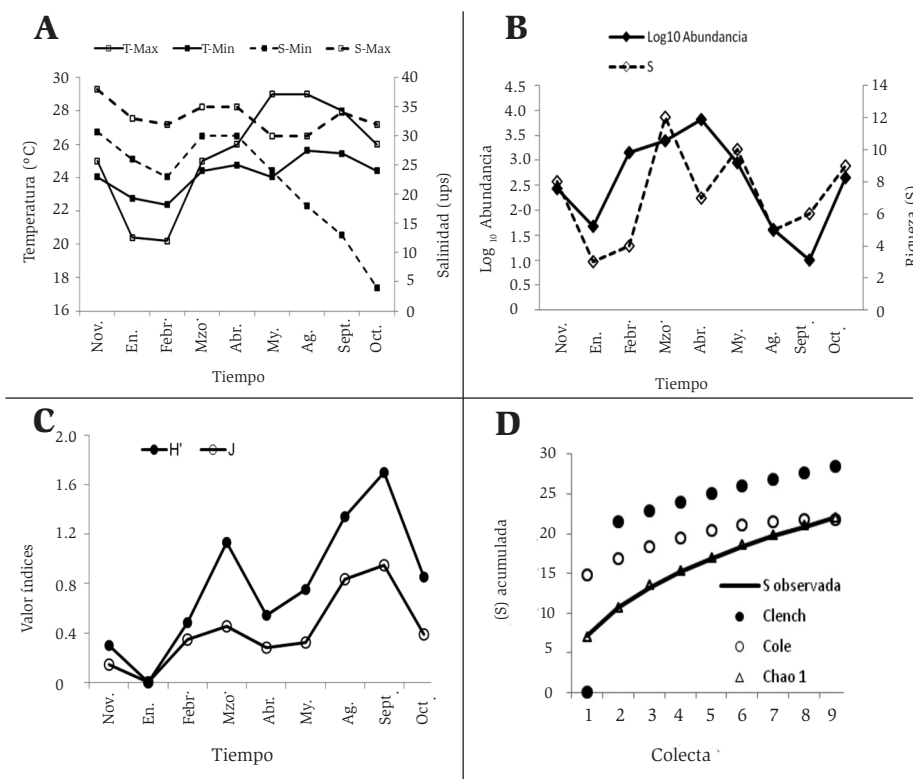 A
T-Max T-Min S-Min S-Max
30
28
26
24
22
20
18
16
40
35
30
25
20
15
10
5
0
Temperatura (°C)
Salinidad (ups)
Nov. En. Febr. Mzo. Abr. My. Ag. Sept. Oct.
Tiempo
B
Log10 Abundancia
S
4.5
4.0
3.5
3.0
2.5
2-0
1.5
1.0
0
14
12
10
8
6
4
2
0
Log 10 Abundancia
Riqueza (S)
Nov. En. Febr. Mzo. Abr. My. Ag. Sept. Oct.
Tiempo
C
H' J
2.0
1.6
1.2
0.8
0.4
0
Valor índices
Nov. En. Febr. Mzo. Abr. My. Ag. Sept. Oct.
Tiempo
D
30
25
20
15
10
5
0
(S) acumulada
S observada
Clench
Cole
Chao 1
1 2 3 4 5 6 7 8 9
Colecta